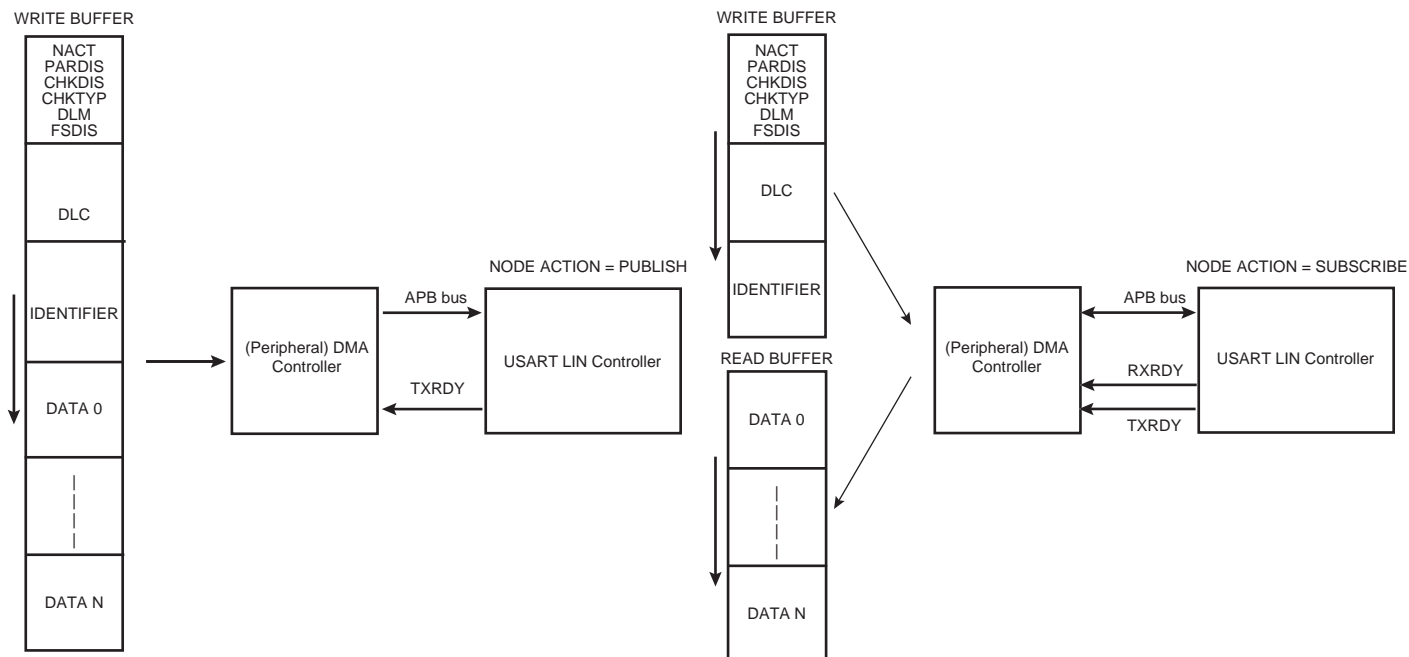 WRITE BUFFER
NACT
PARDIS
CHKDIS
CHKTYP
DLM
FSDIS
DLC
IDENTIFIER
DATA 0
DATA N
(Peripheral) DMA
Controller
APB bus
TXRDY
NODE ACTION = PUBLISH
USART LIN Controller
WRITE BUFFER
NACT
PARDIS
CHKDIS
CHKTYP
DLM
FSDIS
DLC
IDENTIFIER
READ BUFFER
DATA 0
DATA N
(Peripheral) DMA
Controller
APB bus
RXRDY
TXRDY
NODE ACTION = SUBSCRIBE
USART LIN Controller